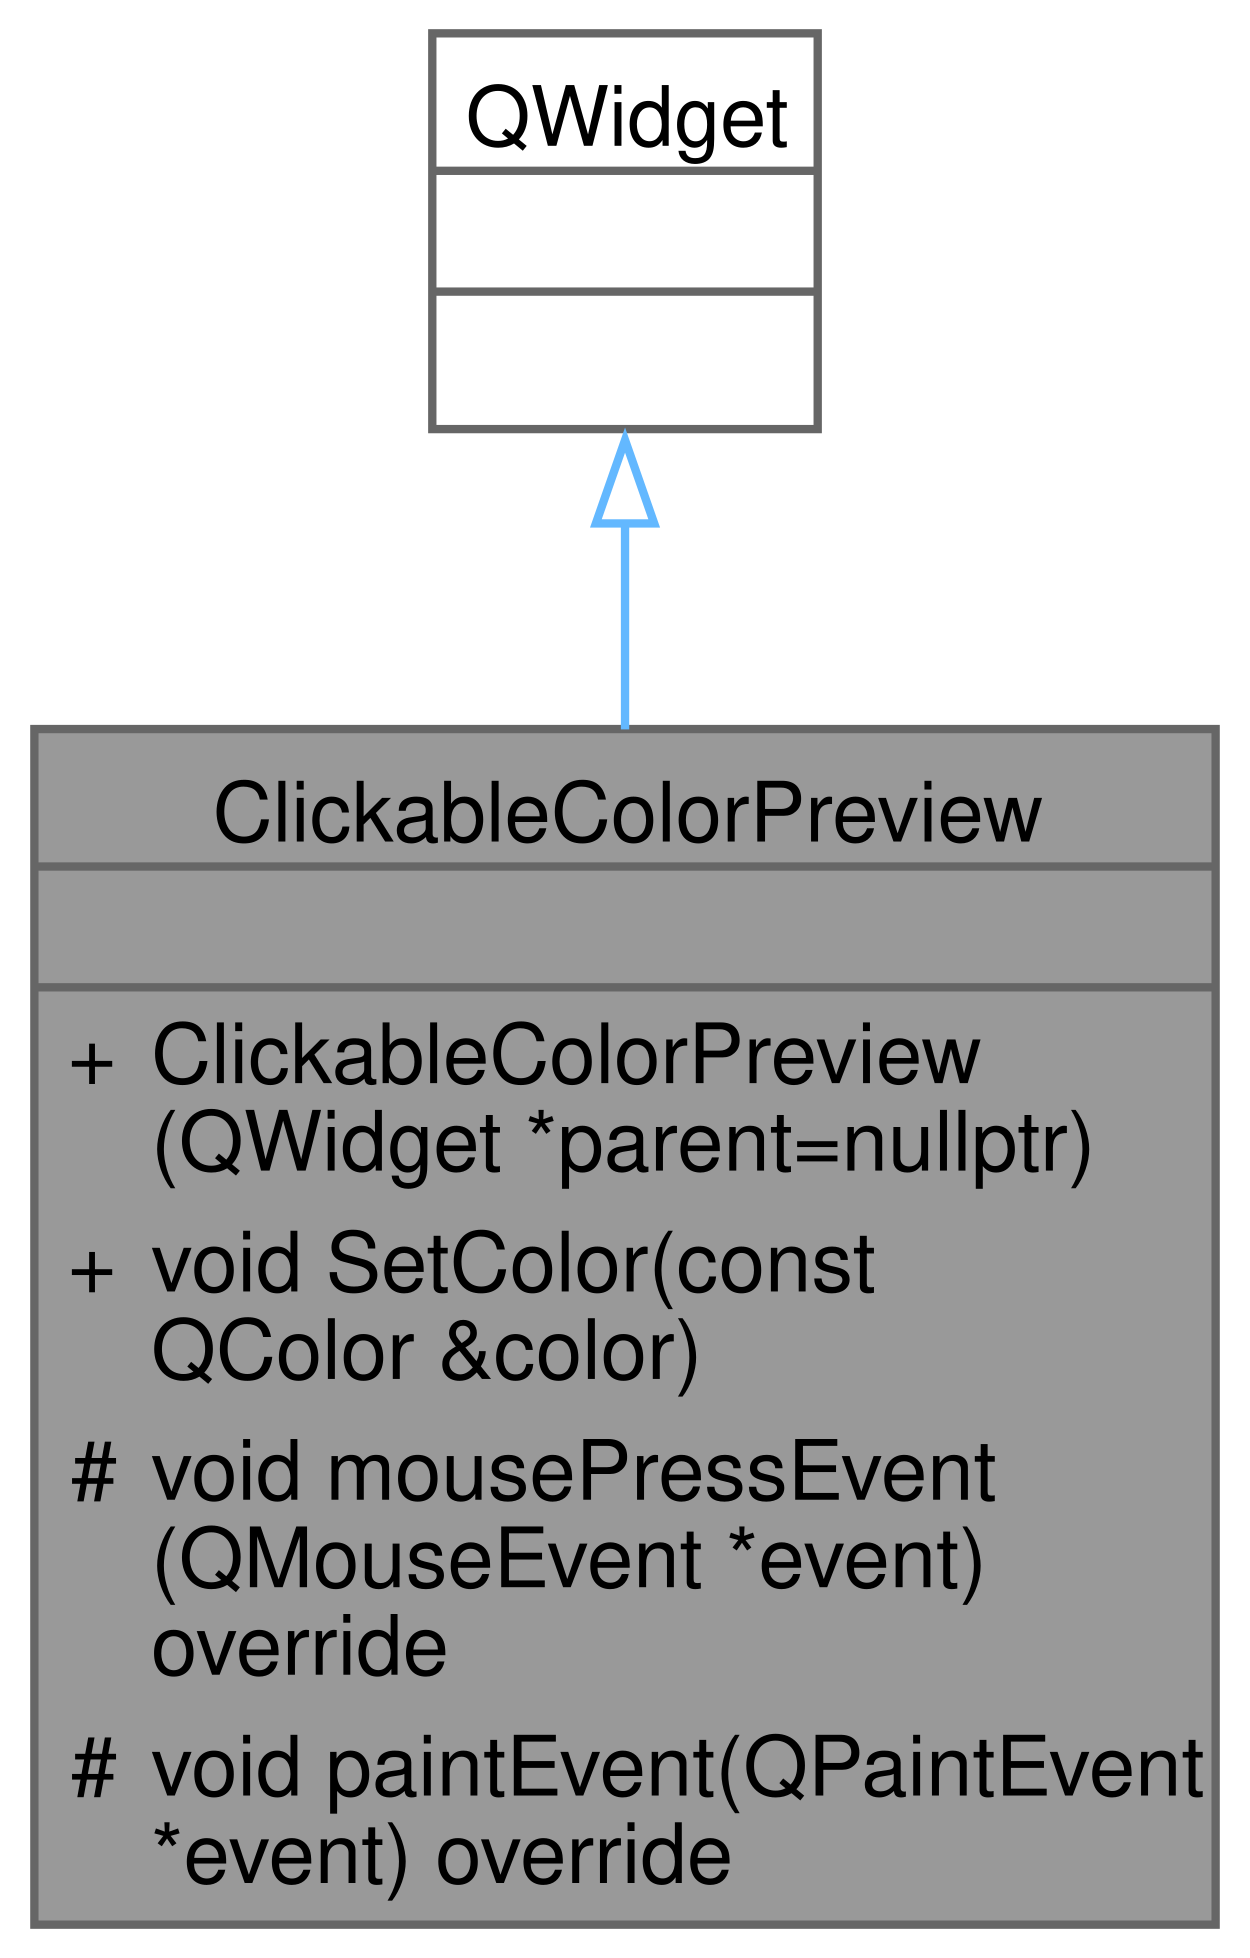 QWidget
ClickableColorPreview
+ ClickableColorPreview
(QWidget *parent=nullptr)
+ void SetColor(const
QColor &color)
# void mousePressEvent
(QMouseEvent *event)
override
# void paintEvent(QPaintEvent
*event) override